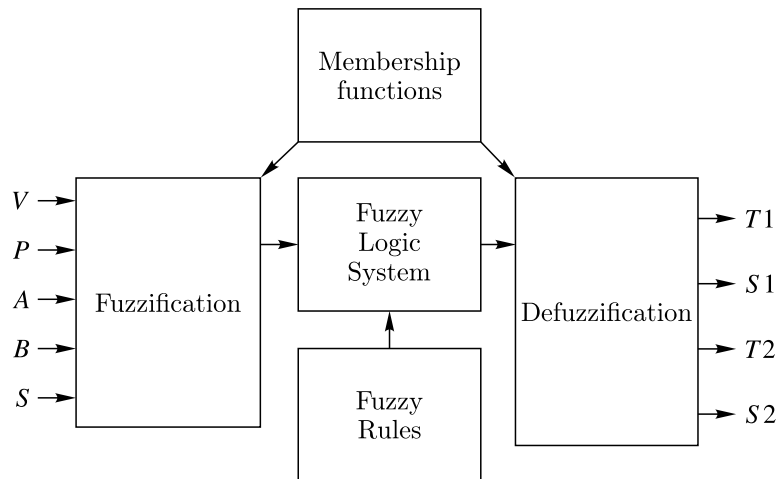 Membership
functions
V
P
A
B
S
Fuzzification
Fuzzy
Logic
System
Defuzzification
T1
S1
T2
S2
Fuzzy
Rules